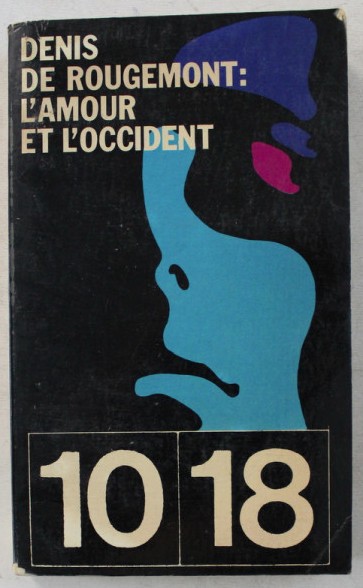 DENIS
DE ROUGEMONT:
L'AMOUR
ET L'OCCIDENT
10 18